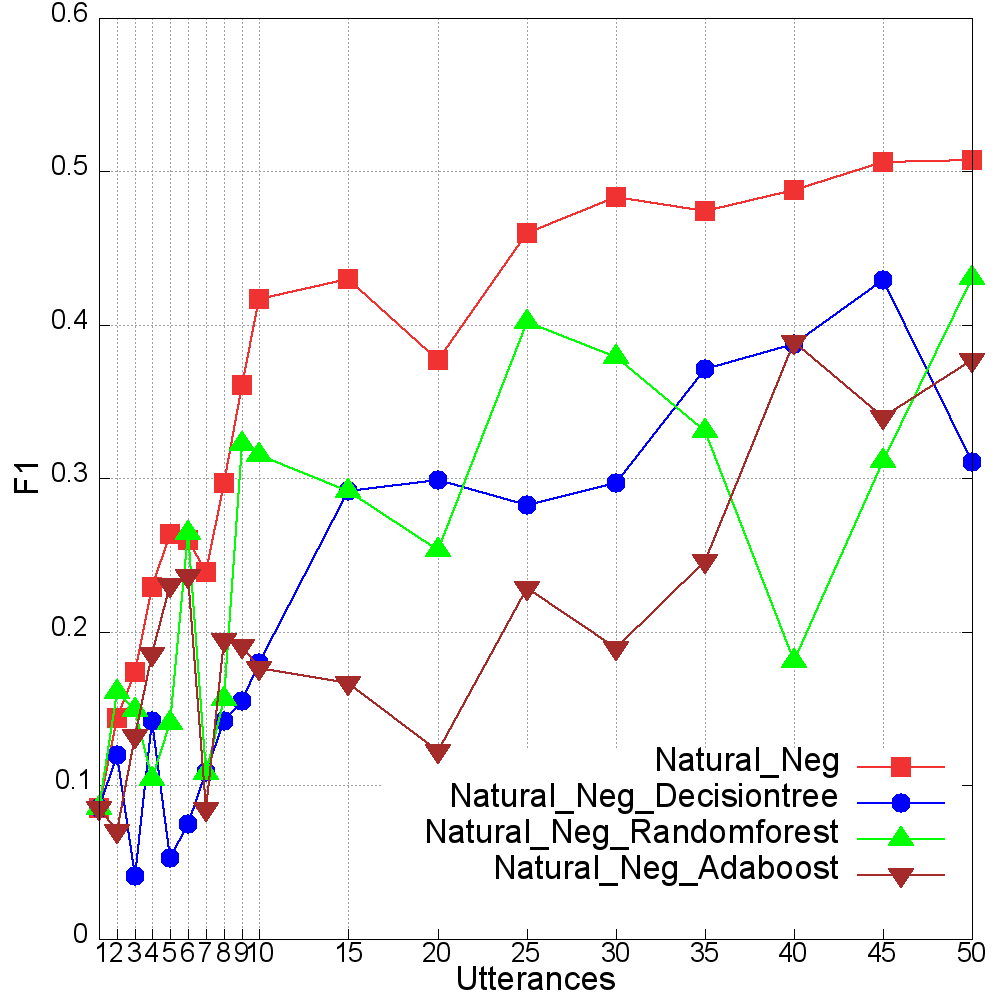 0.6
0.5
0.4
0.3
0.2
0.1
0
F1
Natural_Neg
Natural_Neg_Decisiontree
Natural_Neg_Randomforest
Natural_Neg_Adaboost
1 2 3 4 5 6 7 8 9 10 15 20 25 30 35 40 45 50
Utterances